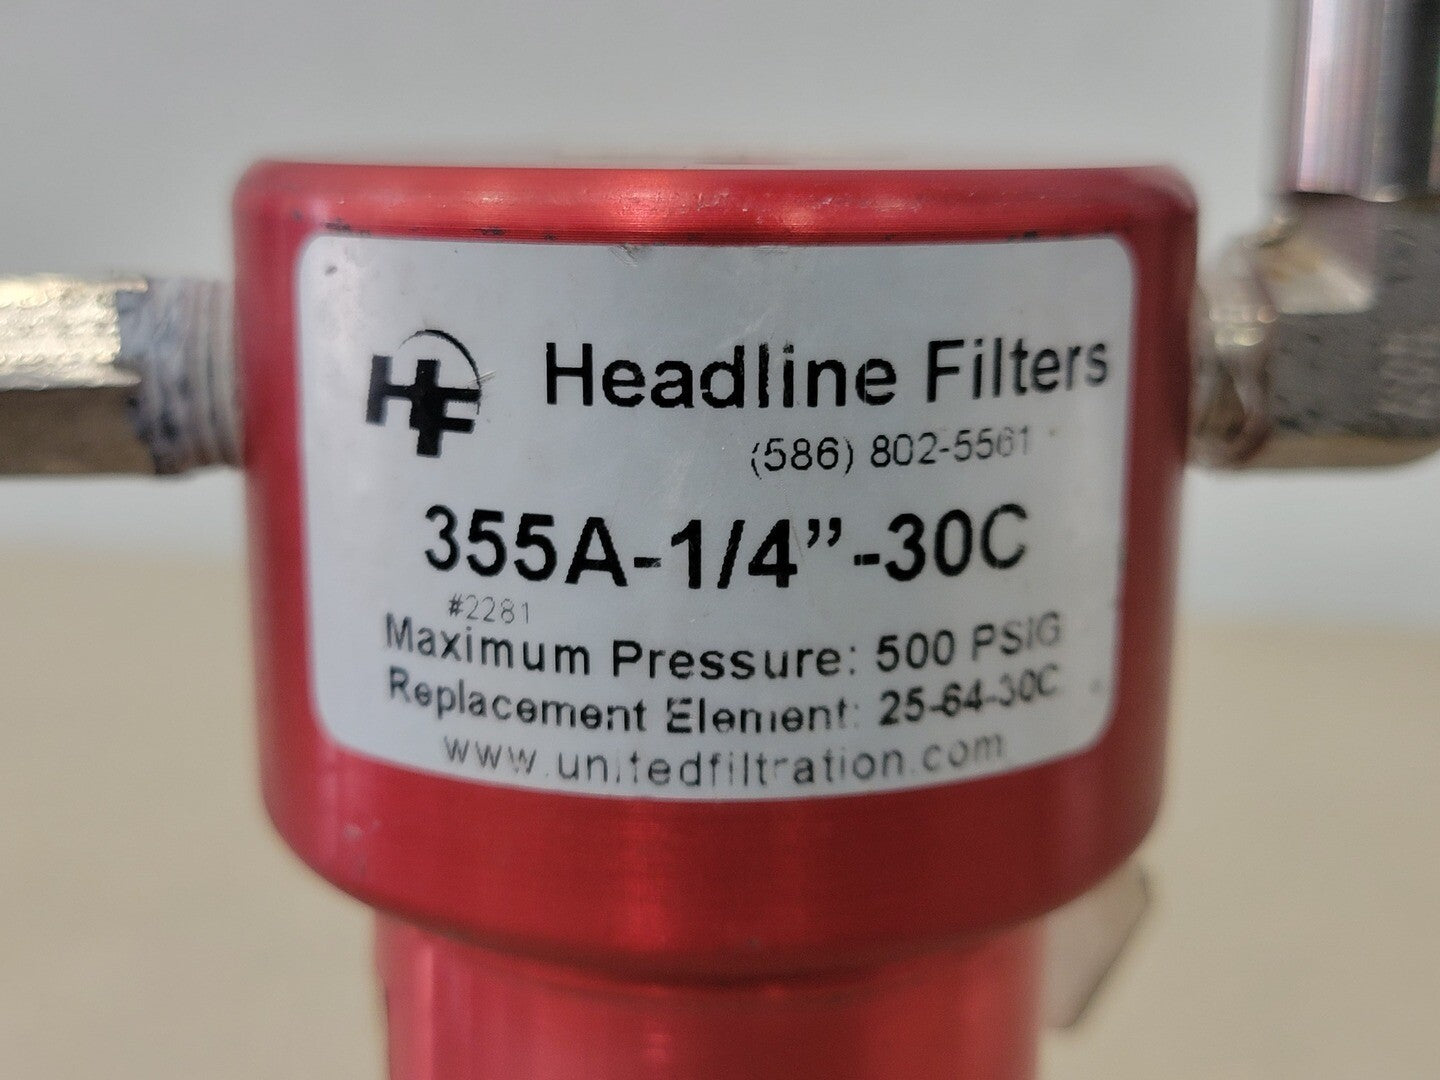 HF
Headline Filters
(586) 802-5561
355A-1/4”-30C
#2281
Maximum Pressure: 500 PSIG
Replacement Element: 25-64-30C
www.unitedfiltration.com